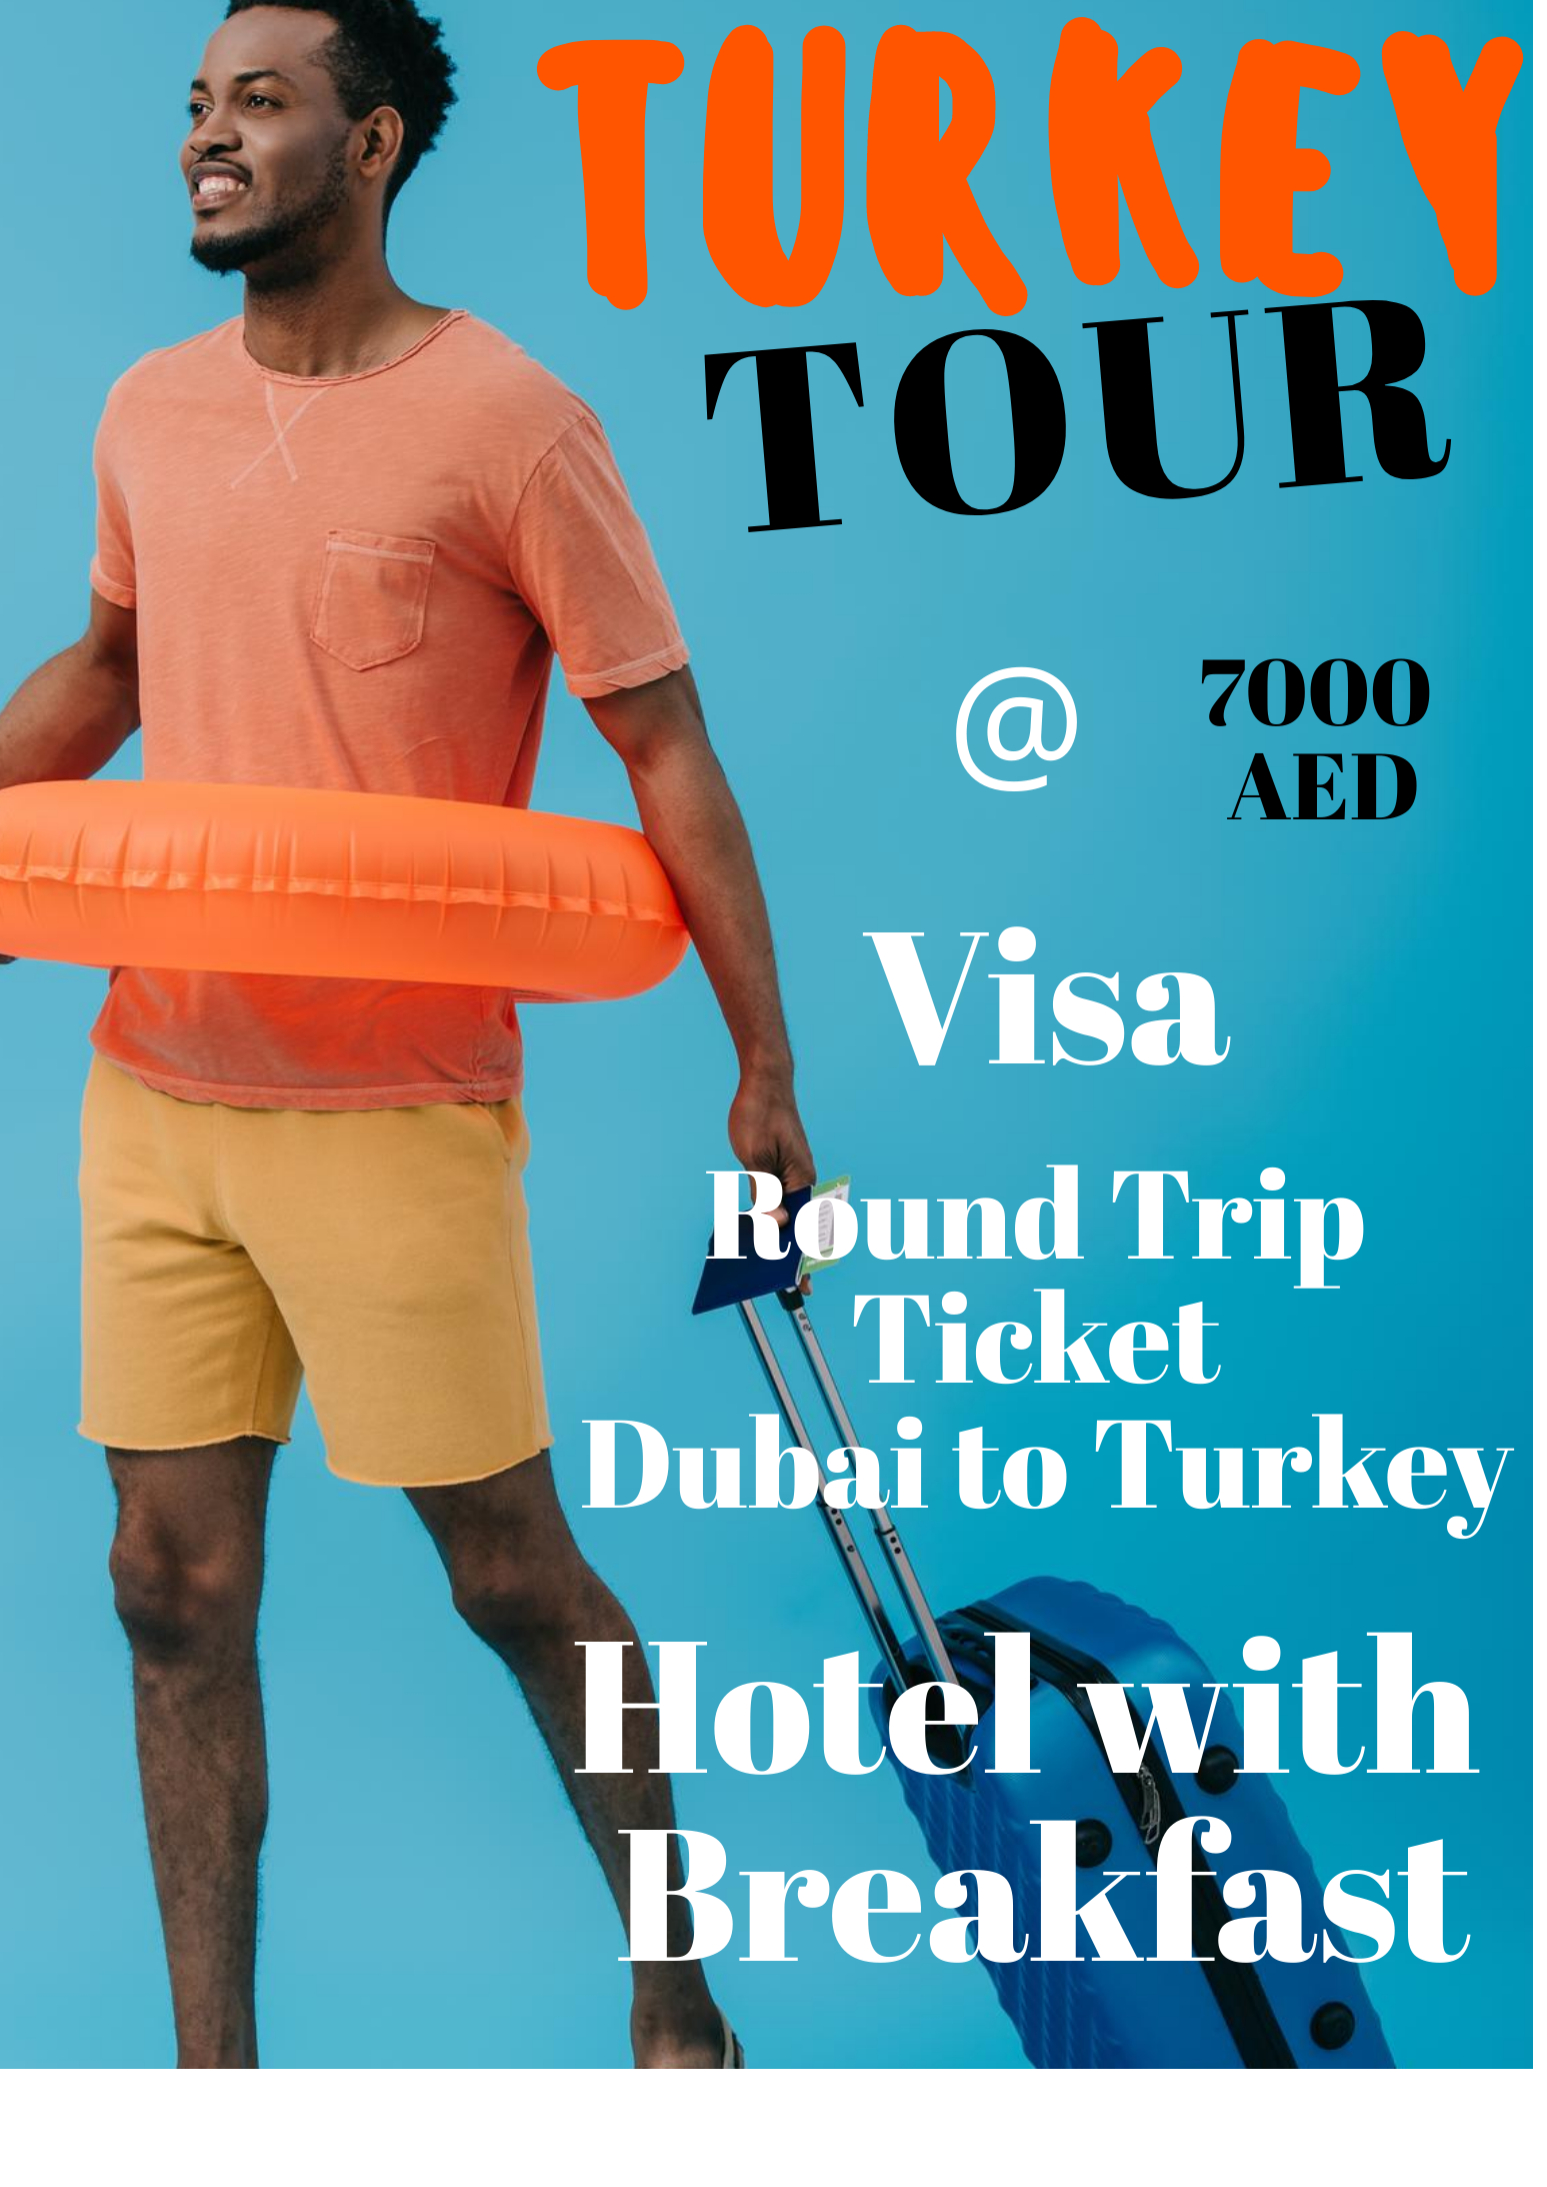 TURKEY
TOUR
@ 7000
AED
Visa
Round Trip
Ticket
Dubai to Turkey
Hotel with
Breakfast